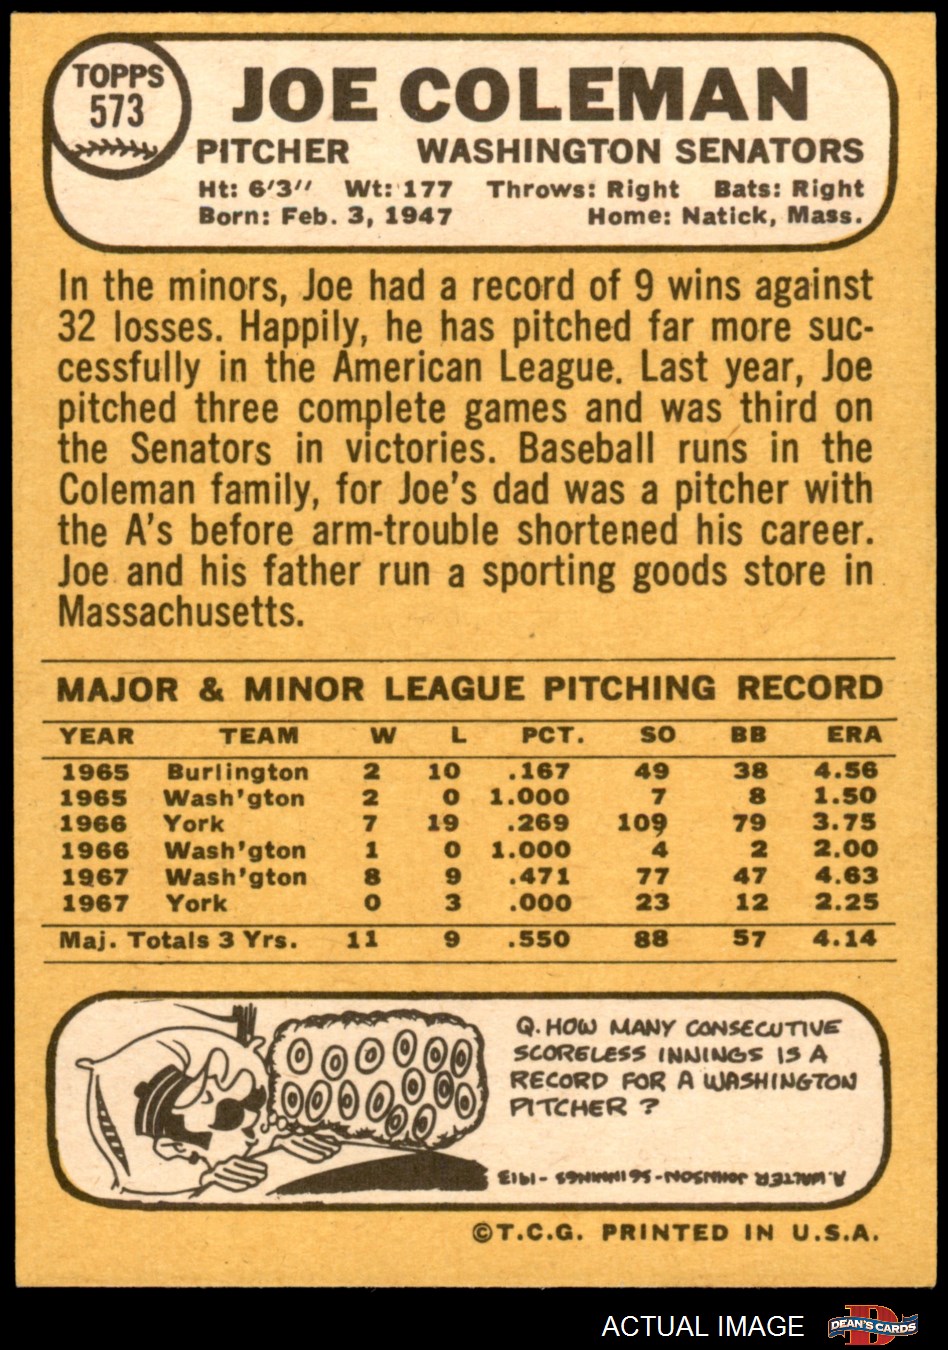 TOPPS
573
JOE COLEMAN
PITCHER WASHINGTON SENATORS
Ht: 6'3" Wt: 177 Throws: Right Bats: Right
Born: Feb. 3, 1947 Home: Natick, Mass.
In the minors, Joe had a record of 9 wins against
32 losses. Happily, he has pitched far more suc-
cessfully in the American League. Last year, Joe
pitched three complete games and was third on
the Senators in victories. Baseball runs in the
Coleman family, for Joe's dad was a pitcher with
the A's before arm-trouble shortened his career.
Joe and his father run a sporting goods store in
Massachusetts.
MAJOR & MINOR LEAGUE PITCHING RECORD
YEAR TEAM W L PCT. SO BB ERA
1965 Burlington 2 10 .167 49 38 4.56
1965 Wash'gton 2 0 1.000 7 8 1.50
1966 York 7 19 .269 109 79 3.75
1966 Wash'gton 1 0 1.000 4 2 2.00
1967 Wash'gton 8 9 .471 77 47 4.63
1967 York 0 3 .000 23 12 2.25
Maj. Totals 3 Yrs. 11 9 .550 88 57 4.14
Q. HOW MANY CONSECUTIVE
SCORELESS INNINGS IS A
RECORD FOR A WASHINGTON
PITCHER ?
A. WALTER JOHNSON - 56 INNINGS - 1913
©T.C.G. PRINTED IN U.S.A.
ACTUAL IMAGE
DEAN'S CARDS